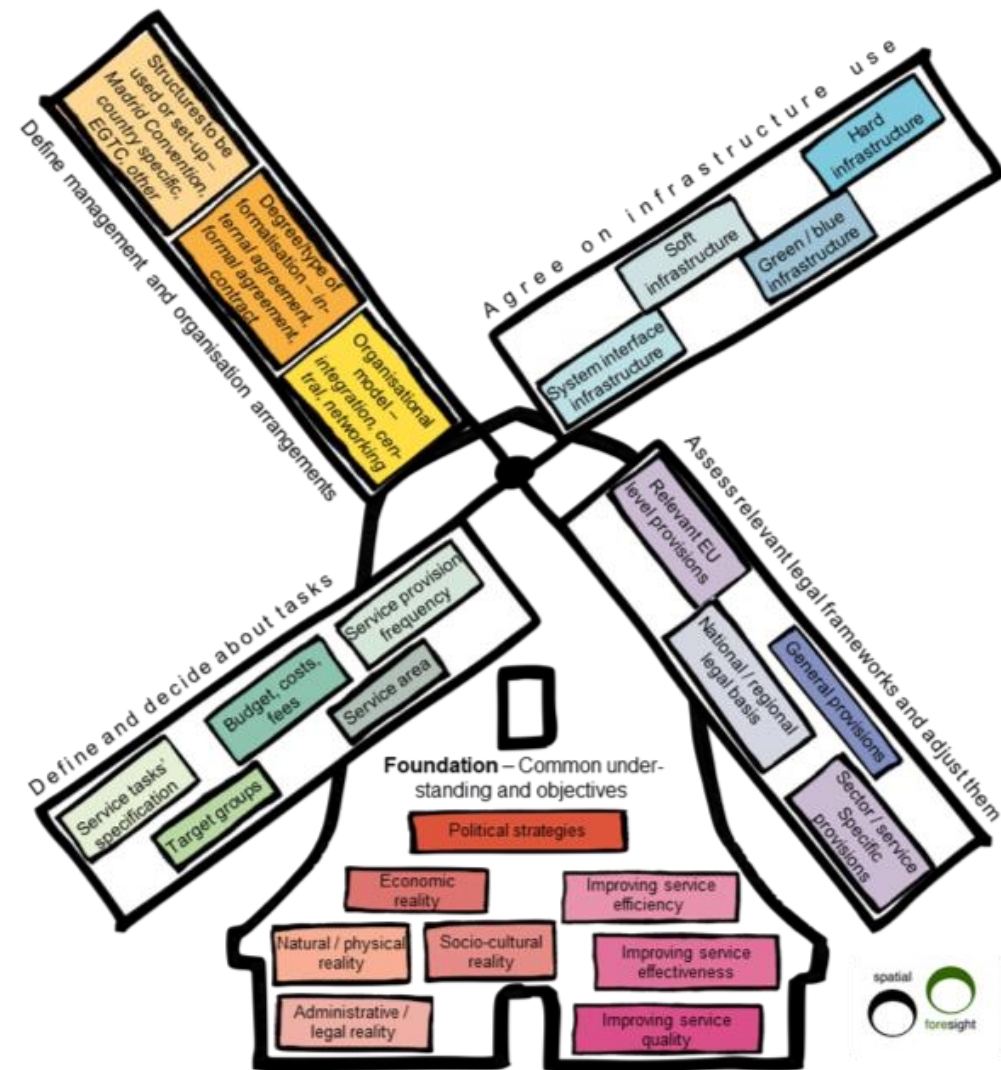 Define management and organisation arrangements
Structures to be
used or set-up –
Madrid Convention,
country specific,
EGTC, other
Degree/type of
formalisation – in-
ternal agreement,
formal agreement,
contract
Organisational
model –
integration, cen-
tral, networking
Agree on infrastructure use
Hard
infrastructure
Soft
infrastructure
Green / blue
infrastructure
System interface
infrastructure
Define and decide about tasks
Service provision
frequency
Budget, costs,
fees
Service area
Service tasks'
specification
Target groups
Assess relevant legal frameworks and adjust them
Relevant EU
level provisions
National / regional
legal basis
General provisions
Sector / service
Specific
provisions
Foundation – Common under-
standing and objectives
Political strategies
Economic
reality
Improving service
efficiency
Natural / physical
reality
Socio-cultural
reality
Improving service
effectiveness
Administrative /
legal reality
Improving service
quality
spatial
foresight